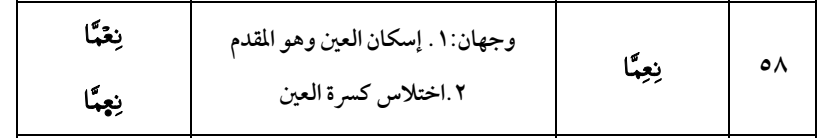 ٥٨
نِعِمَّا
وجهان:١. إسكان العين وهو المقدم
٢.اختلاس كسرة العين
نِعْمَّا
نِعِمَّا